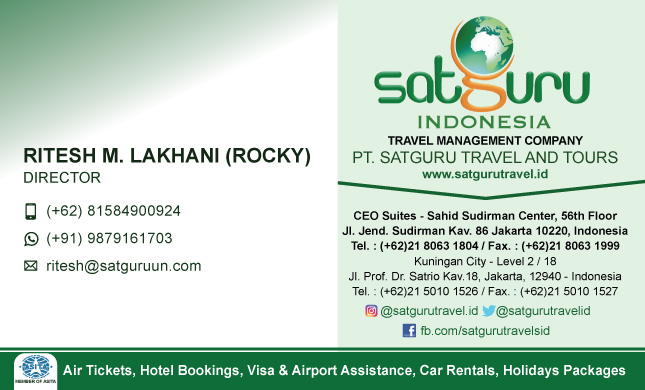 RITESH M. LAKHANI (ROCKY)
DIRECTOR
(+62) 81584900924
(+91) 9879161703
ritesh@satguruun.com
satguru
INDONESIA
TRAVEL MANAGEMENT COMPANY
PT. SATGURU TRAVEL AND TOURS
www.satgurutravel.id
CEO Suites - Sahid Sudirman Center, 56th Floor
Jl. Jend. Sudirman Kav. 86 Jakarta 10220, Indonesia
Tel. : (+62)21 8063 1804 / Fax. : (+62)21 8063 1999
Kuningan City - Level 2 / 18
Jl. Prof. Dr. Satrio Kav.18, Jakarta, 12940 - Indonesia
Tel. : (+62)21 5010 1526 / Fax. : (+62)21 5010 1527
@satgurutravel.id @satgurutravelid
fb.com/satgurutravelsid
MEMBER OF ASITA
Air Tickets, Hotel Bookings, Visa & Airport Assistance, Car Rentals, Holidays Packages